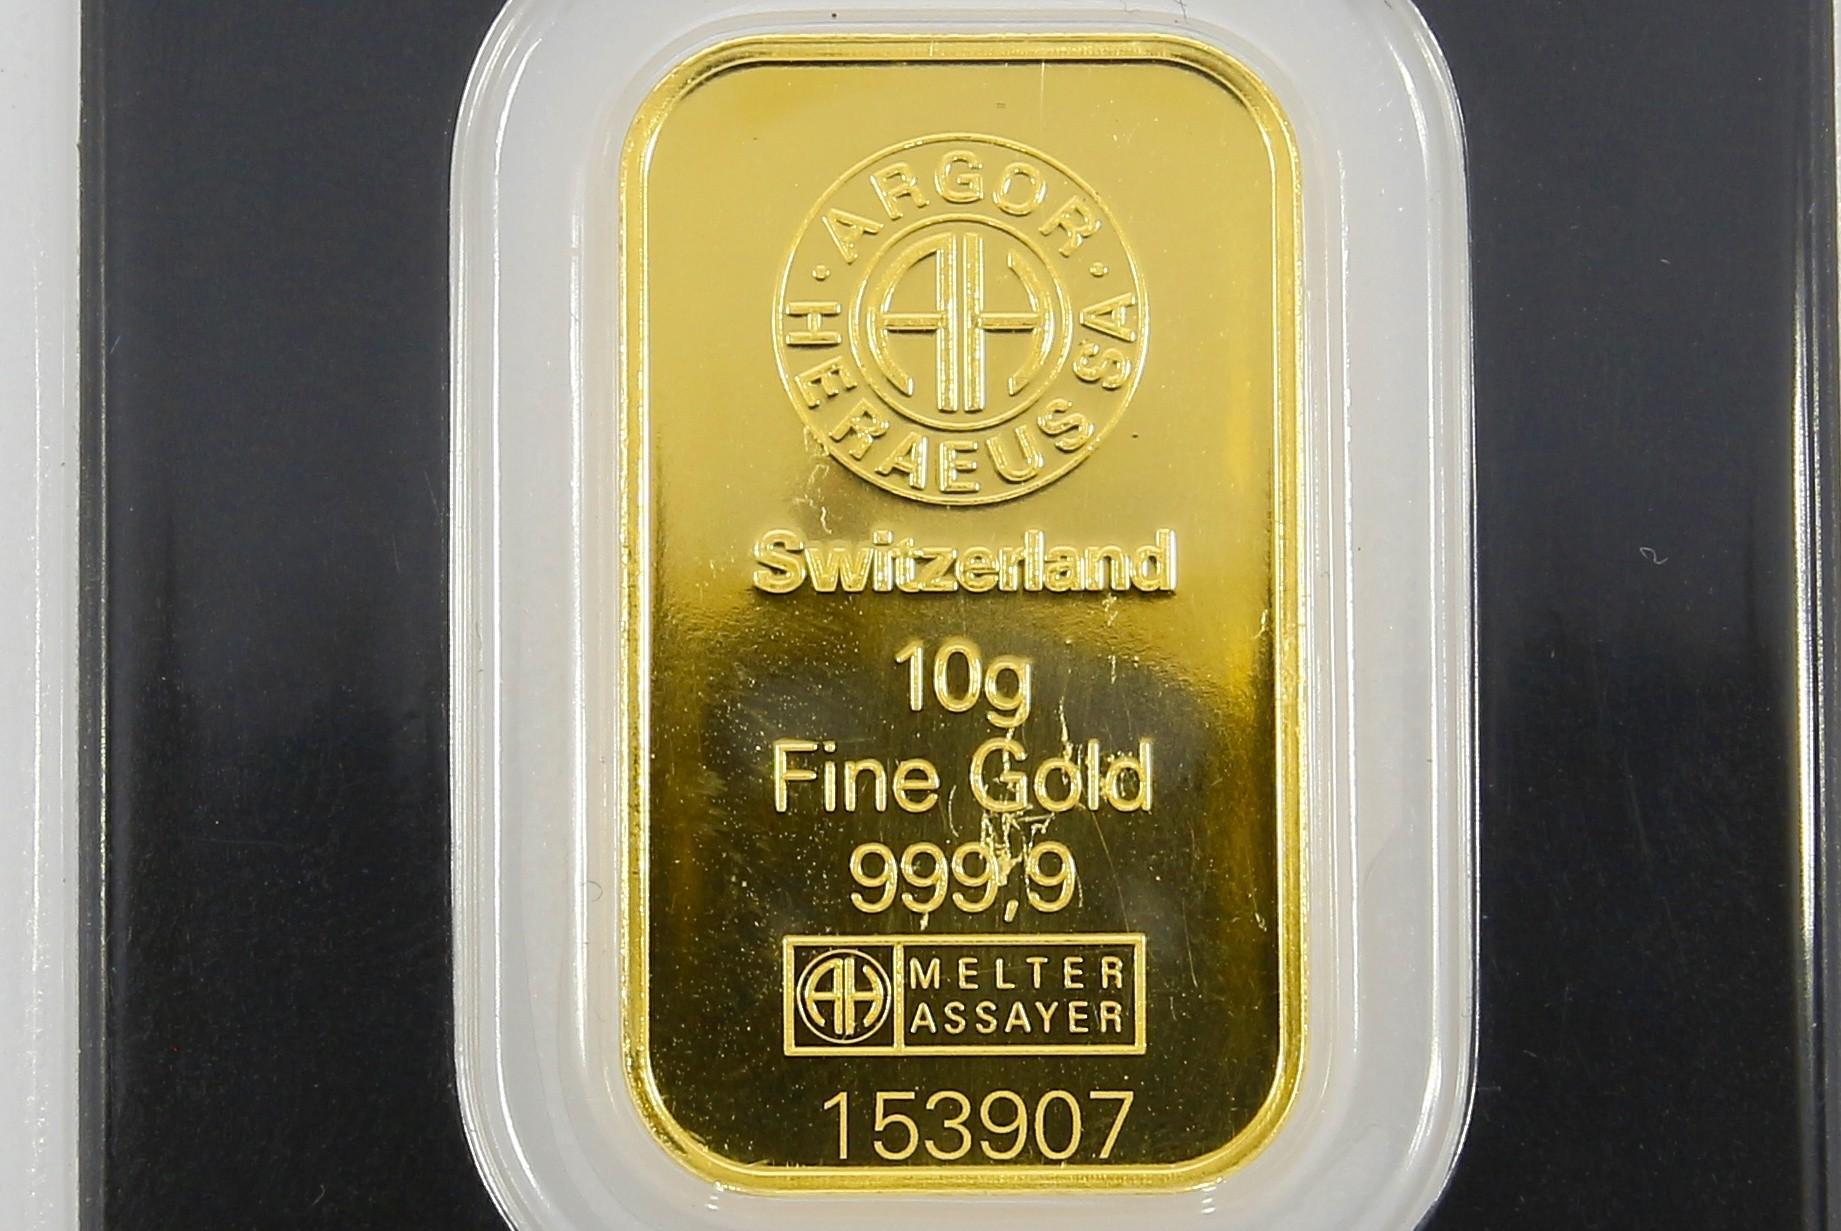 · ARGOR ·
HERAEUS SA
AH
Switzerland
10g
Fine Gold
999,9
AH MELTER
ASSAYER
153907